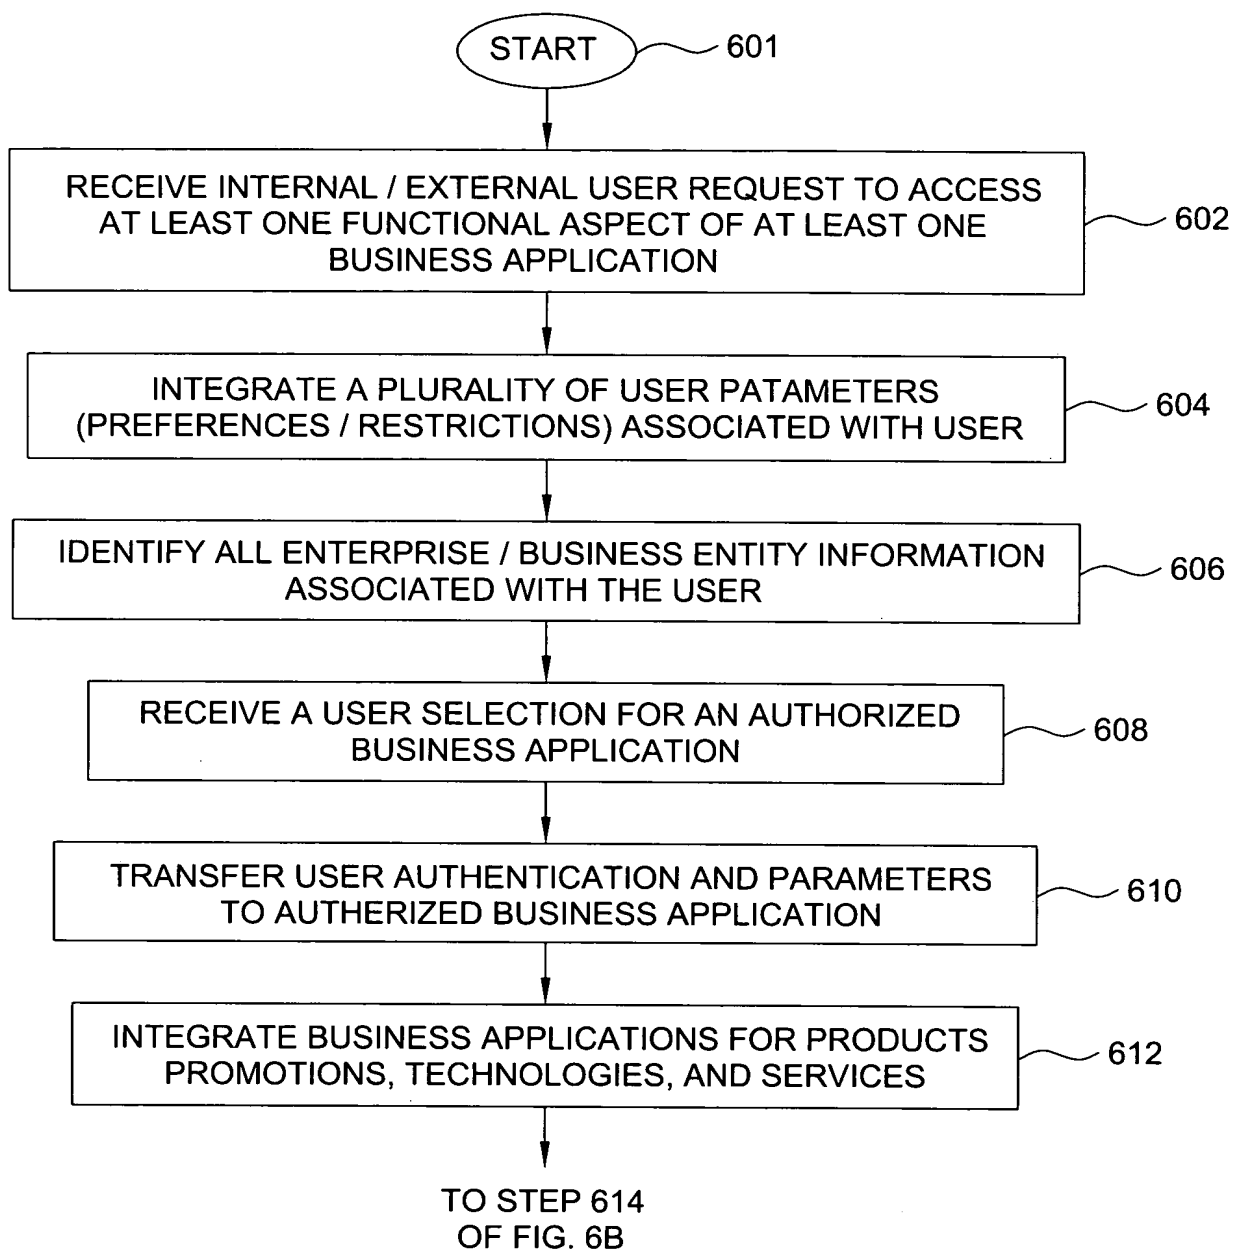 START
601
RECEIVE INTERNAL / EXTERNAL USER REQUEST TO ACCESS
AT LEAST ONE FUNCTIONAL ASPECT OF AT LEAST ONE
BUSINESS APPLICATION
602
INTEGRATE A PLURALITY OF USER PATAMETERS
(PREFERENCES / RESTRICTIONS) ASSOCIATED WITH USER
604
IDENTIFY ALL ENTERPRISE / BUSINESS ENTITY INFORMATION
ASSOCIATED WITH THE USER
606
RECEIVE A USER SELECTION FOR AN AUTHORIZED
BUSINESS APPLICATION
608
TRANSFER USER AUTHENTICATION AND PARAMETERS
TO AUTHERIZED BUSINESS APPLICATION
610
INTEGRATE BUSINESS APPLICATIONS FOR PRODUCTS
PROMOTIONS, TECHNOLOGIES, AND SERVICES
612
TO STEP 614
OF FIG. 6B